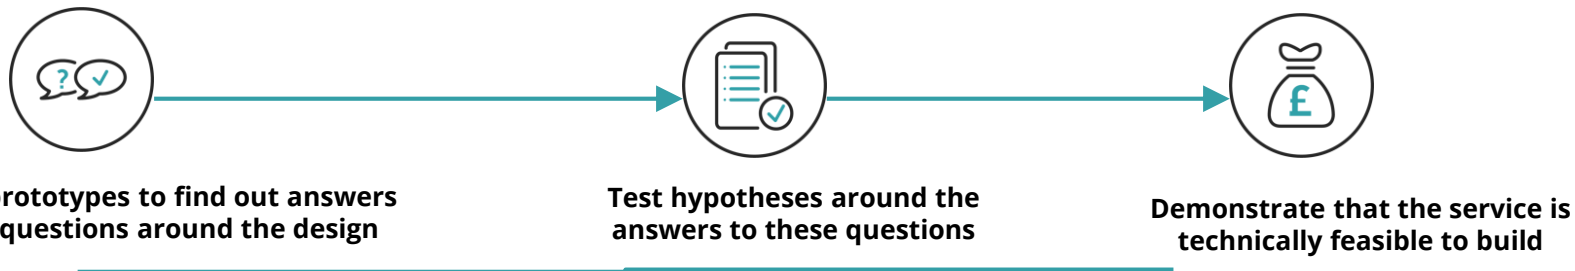 prototypes to find out answers
questions around the design
Test hypotheses around the
answers to these questions
Demonstrate that the service is
technically feasible to build
?
£